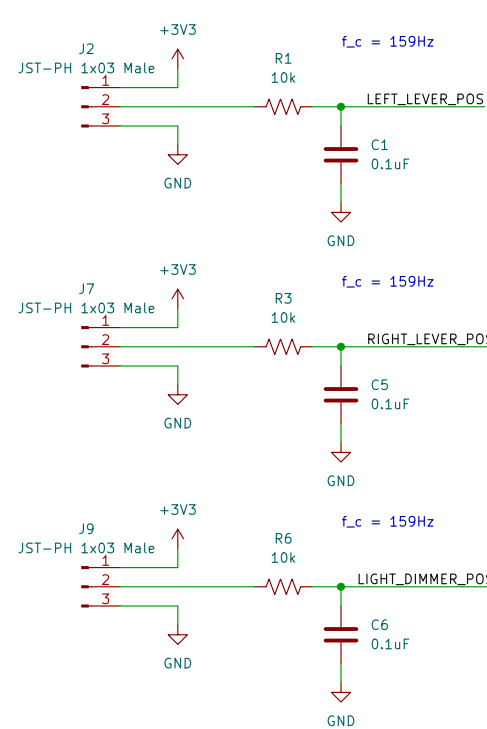 +3V3
f_c = 159Hz
J2
JST-PH 1x03 Male
R1
10k
1
2
3
LEFT_LEVER_POS
C1
0.1uF
GND
GND
+3V3
f_c = 159Hz
J7
JST-PH 1x03 Male
R3
10k
1
2
3
RIGHT_LEVER_POS
C5
0.1uF
GND
GND
+3V3
f_c = 159Hz
J9
JST-PH 1x03 Male
R6
10k
1
2
3
LIGHT_DIMMER_POS
C6
0.1uF
GND
GND